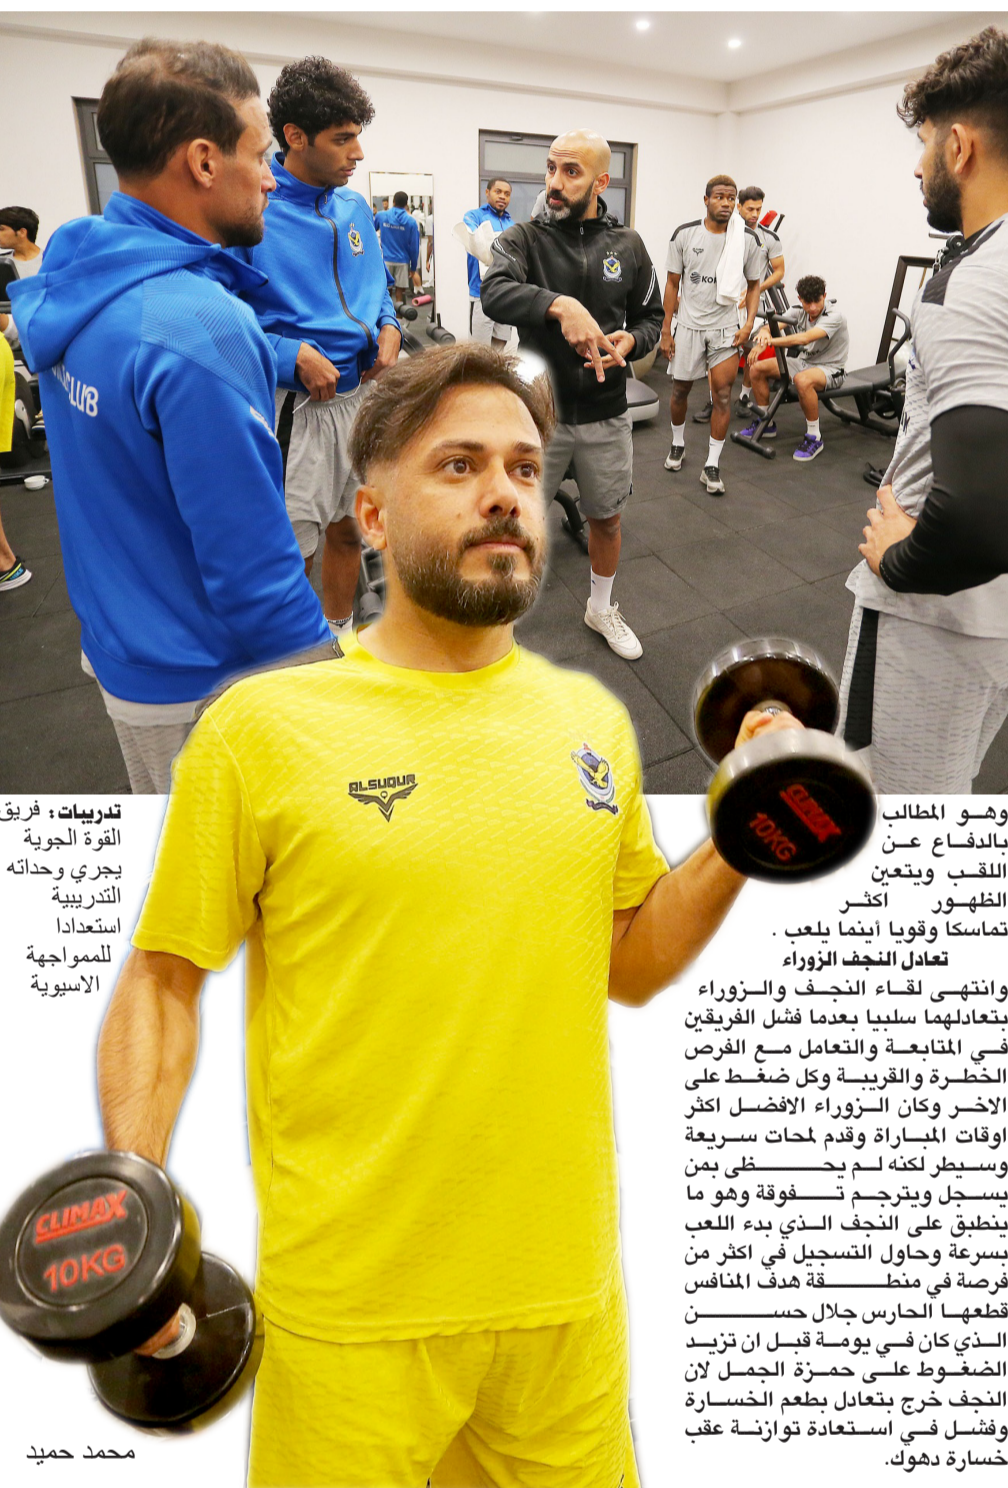 CLUB
KOR
ALSUQUR
CLIMAX
10KG
CLIMAX
10KG
وهو المطالب
بالدفاع عن
اللقب ويتعين
الظهور اكثر
تماسكا وقويا أينما يلعب .
تعادل النجف الزوراء
وانتهى لقاء النجف والزوراء
بتعادلهما سلبيا بعدما فشل الفريقين
في المتابعة والتعامل مع الفرص
الخطرة والقريبة وكل ضغط على
الاخر وكان الزوراء الافضل اكثر
اوقات المباراة وقدم لمحات سريعة
وسيطر لكنه لم يحظى بمن
يسجل ويترجم تفوقة وهو ما
ينطبق على النجف الذي بدء اللعب
بسرعة وحاول التسجيل في اكثر من
فرصة في منطقة هدف المنافس
قطعها الحارس جلال حسن
الذي كان في يومة قبل ان تزيد
الضغوط على حمزة الجمل لان
النجف خرج بتعادل بطعم الخسارة
وفشل في استعادة توازنة عقب
خسارة دهوك.
تدريبات: فريق
القوة الجوية
يجري وحداته
التدريبية
استعدادا
للممواجهة
الاسيوية
محمد حميد